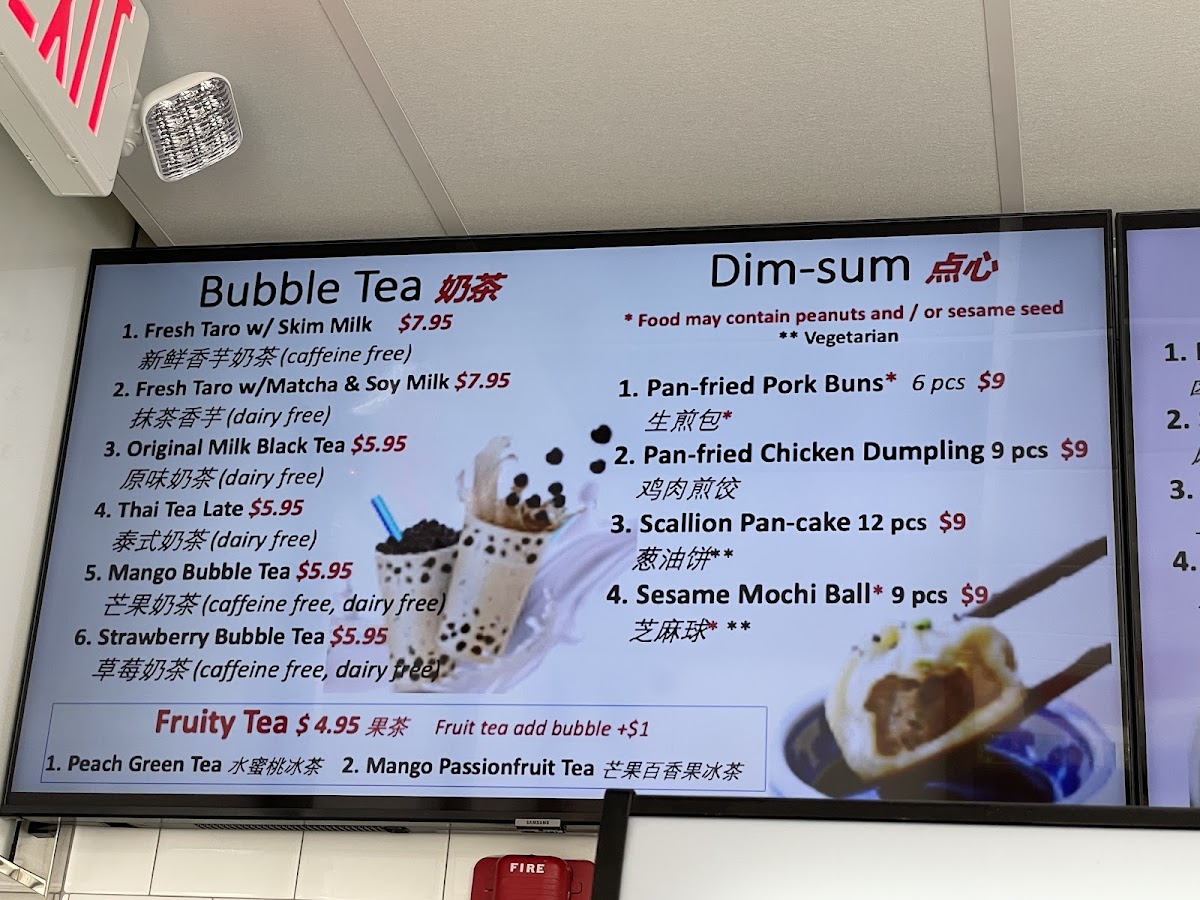 EXIT
Bubble Tea 奶茶
1. Fresh Taro w/ Skim Milk $7.95
新鲜香芋奶茶 (caffeine free)
2. Fresh Taro w/Matcha & Soy Milk $7.95
抹茶香芋 (dairy free)
3. Original Milk Black Tea $5.95
原味奶茶 (dairy free)
4. Thai Tea Late $5.95
泰式奶茶 (dairy free)
5. Mango Bubble Tea $5.95
芒果奶茶 (caffeine free, dairy free)
6. Strawberry Bubble Tea $5.95
草莓奶茶 (caffeine free, dairy free)
Fruity Tea $ 4.95 果茶 Fruit tea add bubble +$1
1. Peach Green Tea 水蜜桃冰茶 2. Mango Passionfruit Tea 芒果百香果冰茶
Dim-sum 点心
* Food may contain peanuts and / or sesame seed
** Vegetarian
1. Pan-fried Pork Buns* 6 pcs $9
生煎包*
2. Pan-fried Chicken Dumpling 9 pcs $9
鸡肉煎饺
3. Scallion Pan-cake 12 pcs $9
葱油饼**
4. Sesame Mochi Ball* 9 pcs $9
芝麻球* **
1.
2.
3.
4.
SAMSUNG
FIRE